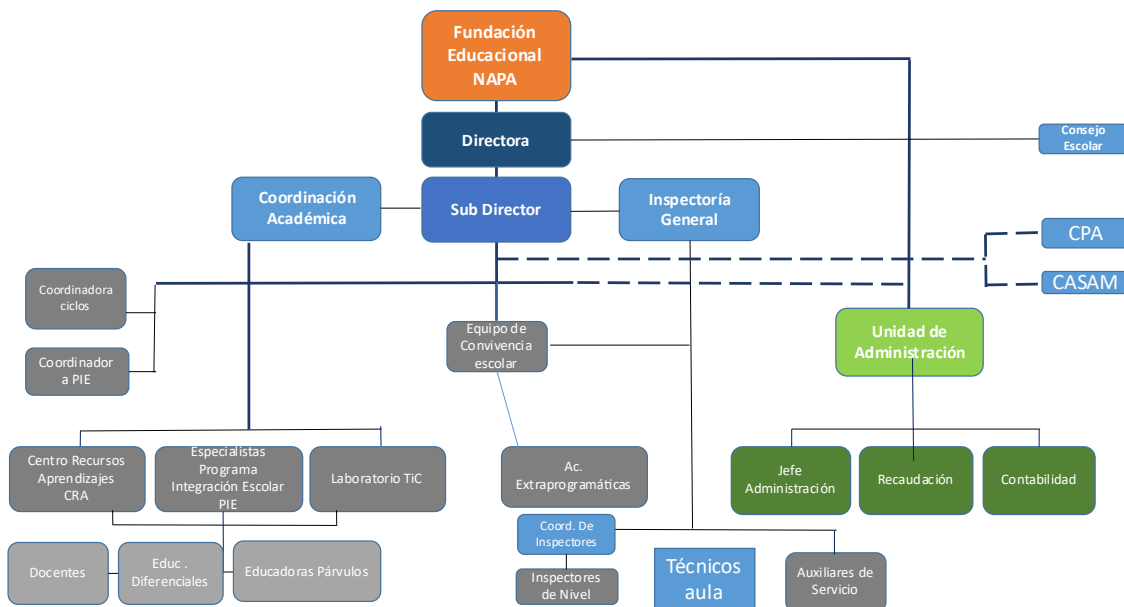 Fundación
Educacional
NAPA
Directora
Consejo
Escolar
Coordinación
Académica
Sub Director
Inspectoría
General
CPA
CASAM
Coordinadora
ciclos
Equipo de
Convivencia
escolar
Unidad de
Administración
Coordinador
a PIE
Centro Recursos
Aprendizajes
CRA
Especialistas
Programa
Integración Escolar
PIE
Laboratorio TiC
Ac.
Extraprogramáticas
Jefe
Administración
Recaudación
Contabilidad
Coord. De
Inspectores
Docentes
Educ .
Diferenciales
Educadoras Párvulos
Inspectores
de Nivel
Técnicos
aula
Auxiliares de
Servicio